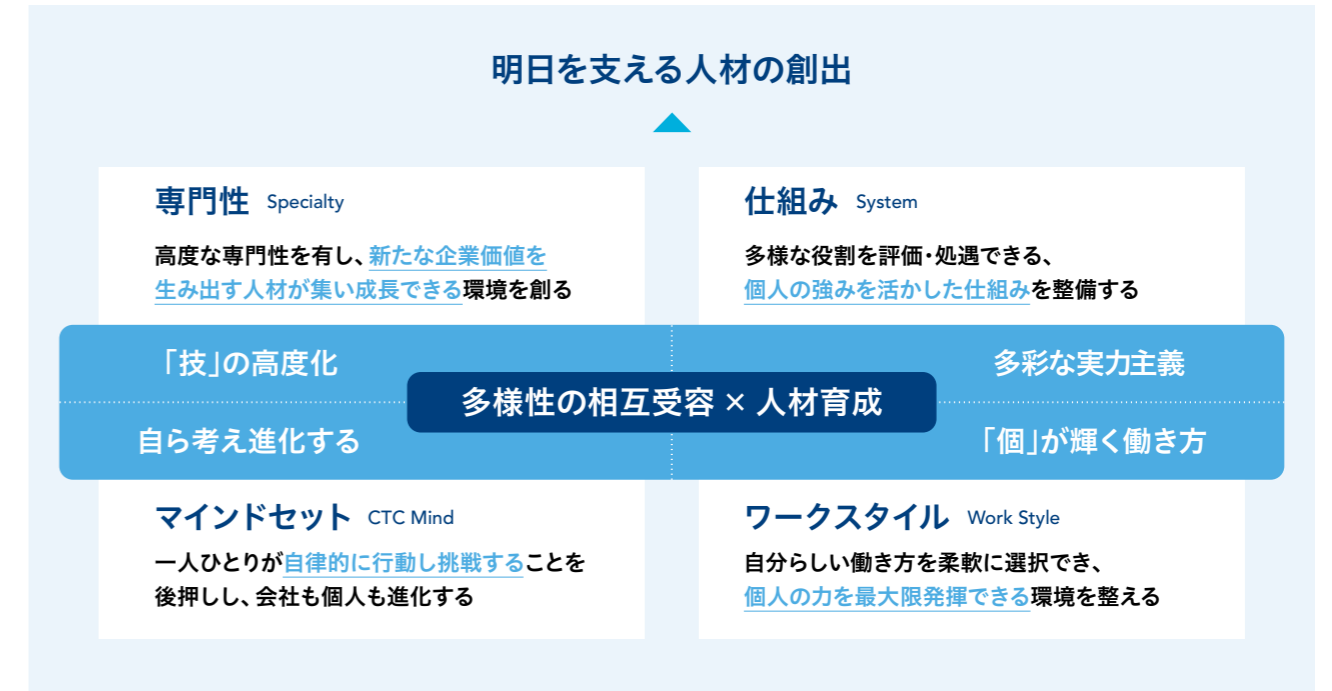 明日を支える人材の創出
専門性 Specialty
高度な専門性を有し、新たな企業価値を
生み出す人材が集い成長できる環境を創る
仕組み System
多様な役割を評価・処遇できる、
個人の強みを活かした仕組みを整備する
「技」の高度化
多彩な実力主義
多様性の相互受容 × 人材育成
自ら考え進化する
「個」が輝く働き方
マインドセット CTC Mind
一人ひとりが自律的に行動し挑戦することを
後押しし、会社も個人も進化する
ワークスタイル Work Style
自分らしい働き方を柔軟に選択でき、
個人の力を最大限発揮できる環境を整える